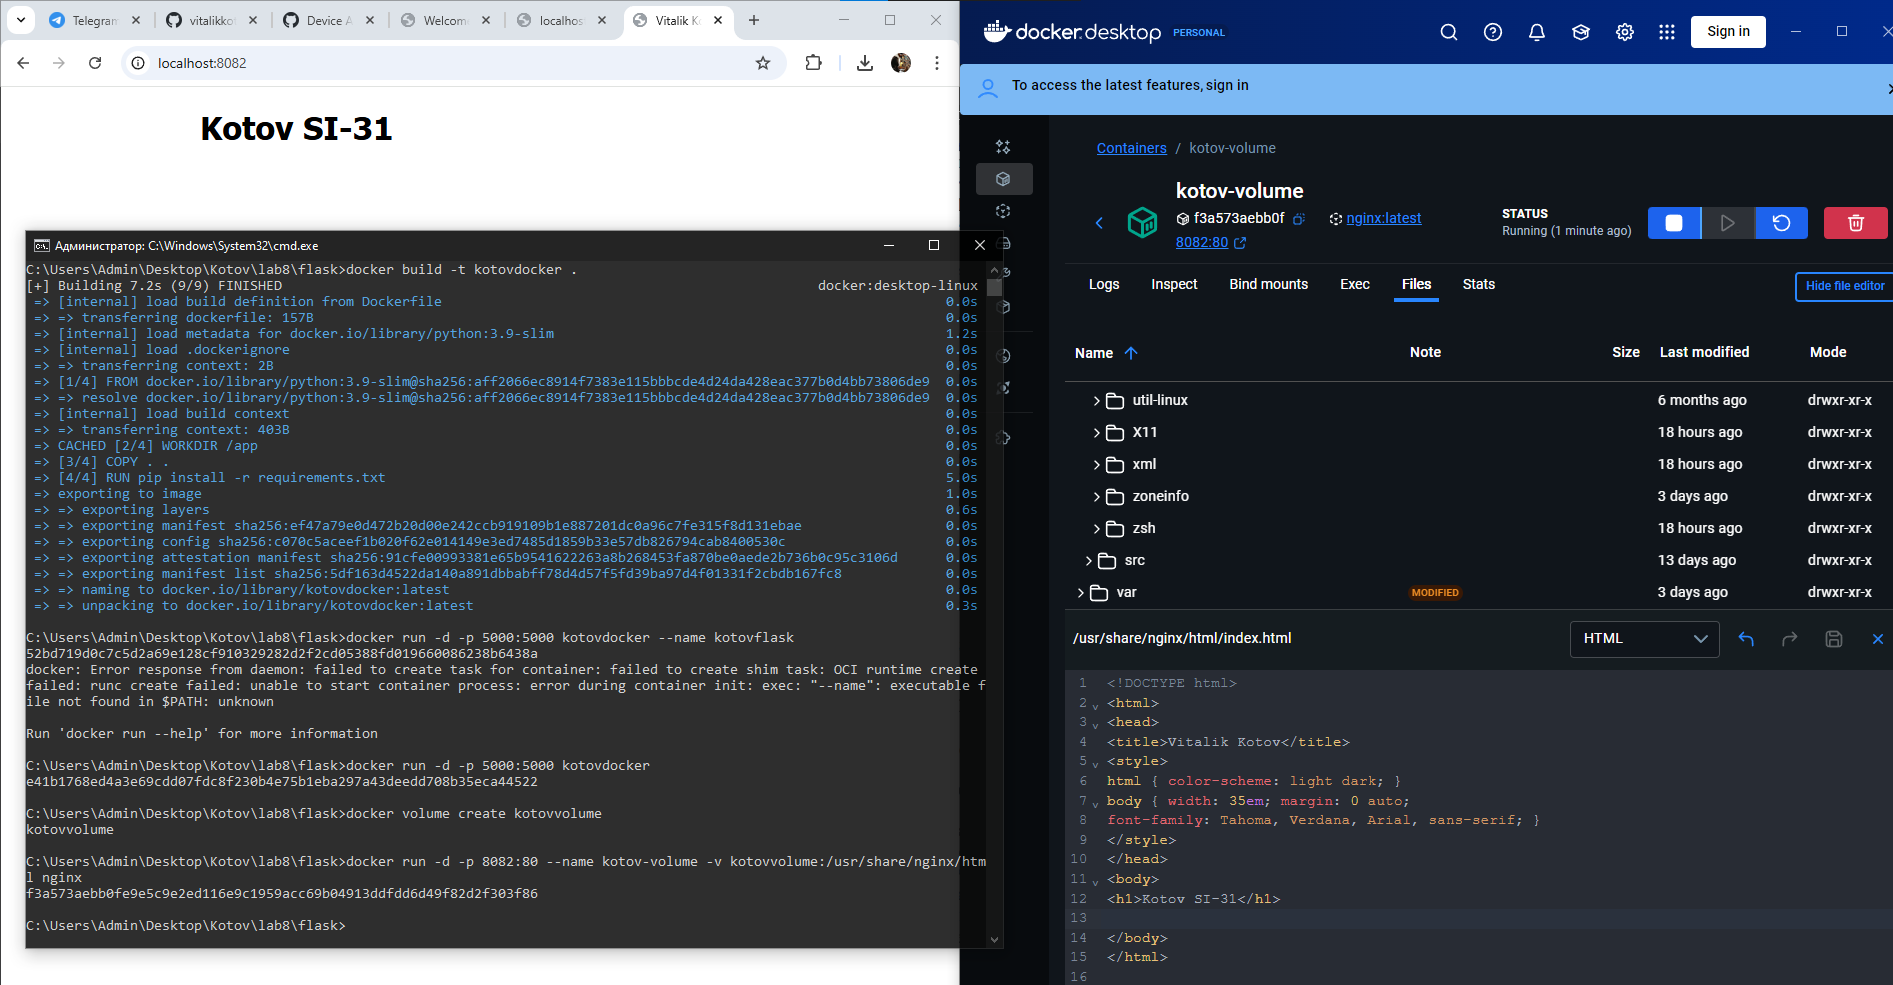 Telegram
vitalikko
Device A
Welcom
localhos
Vitalik K
localhost:8082
Kotov SI-31
Администратор: C:\Windows\System32\cmd.exe
C:\Users\Admin\Desktop\Kotov\lab8\flask>docker build -t kotovdocker .
[+] Building 7.2s (9/9) FINISHED docker:desktop-linux
=> [internal] load build definition from Dockerfile 0.0s
=> => transferring dockerfile: 157B 0.0s
=> [internal] load metadata for docker.io/library/python:3.9-slim 1.2s
=> [internal] load .dockerignore 0.0s
=> => transferring context: 2B 0.0s
=> [1/4] FROM docker.io/library/python:3.9-slim@sha256:aff2066ec8914f7383e115bbbcde4d24da428eac377b0d4bb73806de9 0.0s
=> => resolve docker.io/library/python:3.9-slim@sha256:aff2066ec8914f7383e115bbbcde4d24da428eac377b0d4bb73806de9 0.0s
=> [internal] load build context 0.0s
=> => transferring context: 403B 0.0s
=> CACHED [2/4] WORKDIR /app 0.0s
=> [3/4] COPY . . 0.0s
=> [4/4] RUN pip install -r requirements.txt 5.0s
=> exporting to image 1.0s
=> => exporting layers 0.6s
=> => exporting manifest sha256:ef47a79e0d472b20d00e242ccb919109b1e887201dc0a96c7fe315f8d131ebae 0.0s
=> => exporting config sha256:c070c5aceef1b020f62e014149e3ed7485d1859b33e57db826794cab8400530c 0.0s
=> => exporting attestation manifest sha256:91cfe00993381e65b9541622263a8b268453fa870be0aede2b736b0c95c3106d 0.0s
=> => exporting manifest list sha256:5df163d4522da140a891dbbabff78d4d57f5fd39ba97d4f01331f2cbdb167fc8 0.0s
=> => naming to docker.io/library/kotovdocker:latest 0.0s
=> => unpacking to docker.io/library/kotovdocker:latest 0.3s
C:\Users\Admin\Desktop\Kotov\lab8\flask>docker run -d -p 5000:5000 kotovdocker --name kotovflask
52bd719d0c7c5d2a69e128cf910329282d2f2cd05388fd019660086238b6438a
docker: Error response from daemon: failed to create task for container: failed to create shim task: OCI runtime create
failed: runc create failed: unable to start container process: error during container init: exec: "--name": executable f
ile not found in $PATH: unknown
Run 'docker run --help' for more information
C:\Users\Admin\Desktop\Kotov\lab8\flask>docker run -d -p 5000:5000 kotovdocker
e41b1768ed4a3e69cdd07fdc8f230b4e75b1eba297a43deedd708b35eca44522
C:\Users\Admin\Desktop\Kotov\lab8\flask>docker volume create kotovvolume
kotovvolume
C:\Users\Admin\Desktop\Kotov\lab8\flask>docker run -d -p 8082:80 --name kotov-volume -v kotovvolume:/usr/share/nginx/htm
l nginx
f3a573aebb0fe9e5c9e2ed116e9c1959acc69b04913ddfdd6d49f82d2f303f86
C:\Users\Admin\Desktop\Kotov\lab8\flask>
docker.desktop PERSONAL
Sign in
To access the latest features, sign in
Containers / kotov-volume
kotov-volume
f3a573aebb0f nginx:latest
8082:80
STATUS
Running (1 minute ago)
Logs Inspect Bind mounts Exec Files Stats
Hide file editor
Name Note Size Last modified Mode
util-linux 6 months ago drwxr-xr-x
X11 18 hours ago drwxr-xr-x
xml 18 hours ago drwxr-xr-x
zoneinfo 3 days ago drwxr-xr-x
zsh 18 hours ago drwxr-xr-x
src 13 days ago drwxr-xr-x
var MODIFIED 3 days ago drwxr-xr-x
/usr/share/nginx/html/index.html HTML
1 <!DOCTYPE html>
2 <html>
3 <head>
4 <title>Vitalik Kotov</title>
5 <style>
6 html { color-scheme: light dark; }
7 body { width: 35em; margin: 0 auto;
8 font-family: Tahoma, Verdana, Arial, sans-serif; }
9 </style>
10 </head>
11 <body>
12 <h1>Kotov SI-31</h1>
13
14 </body>
15 </html>
16